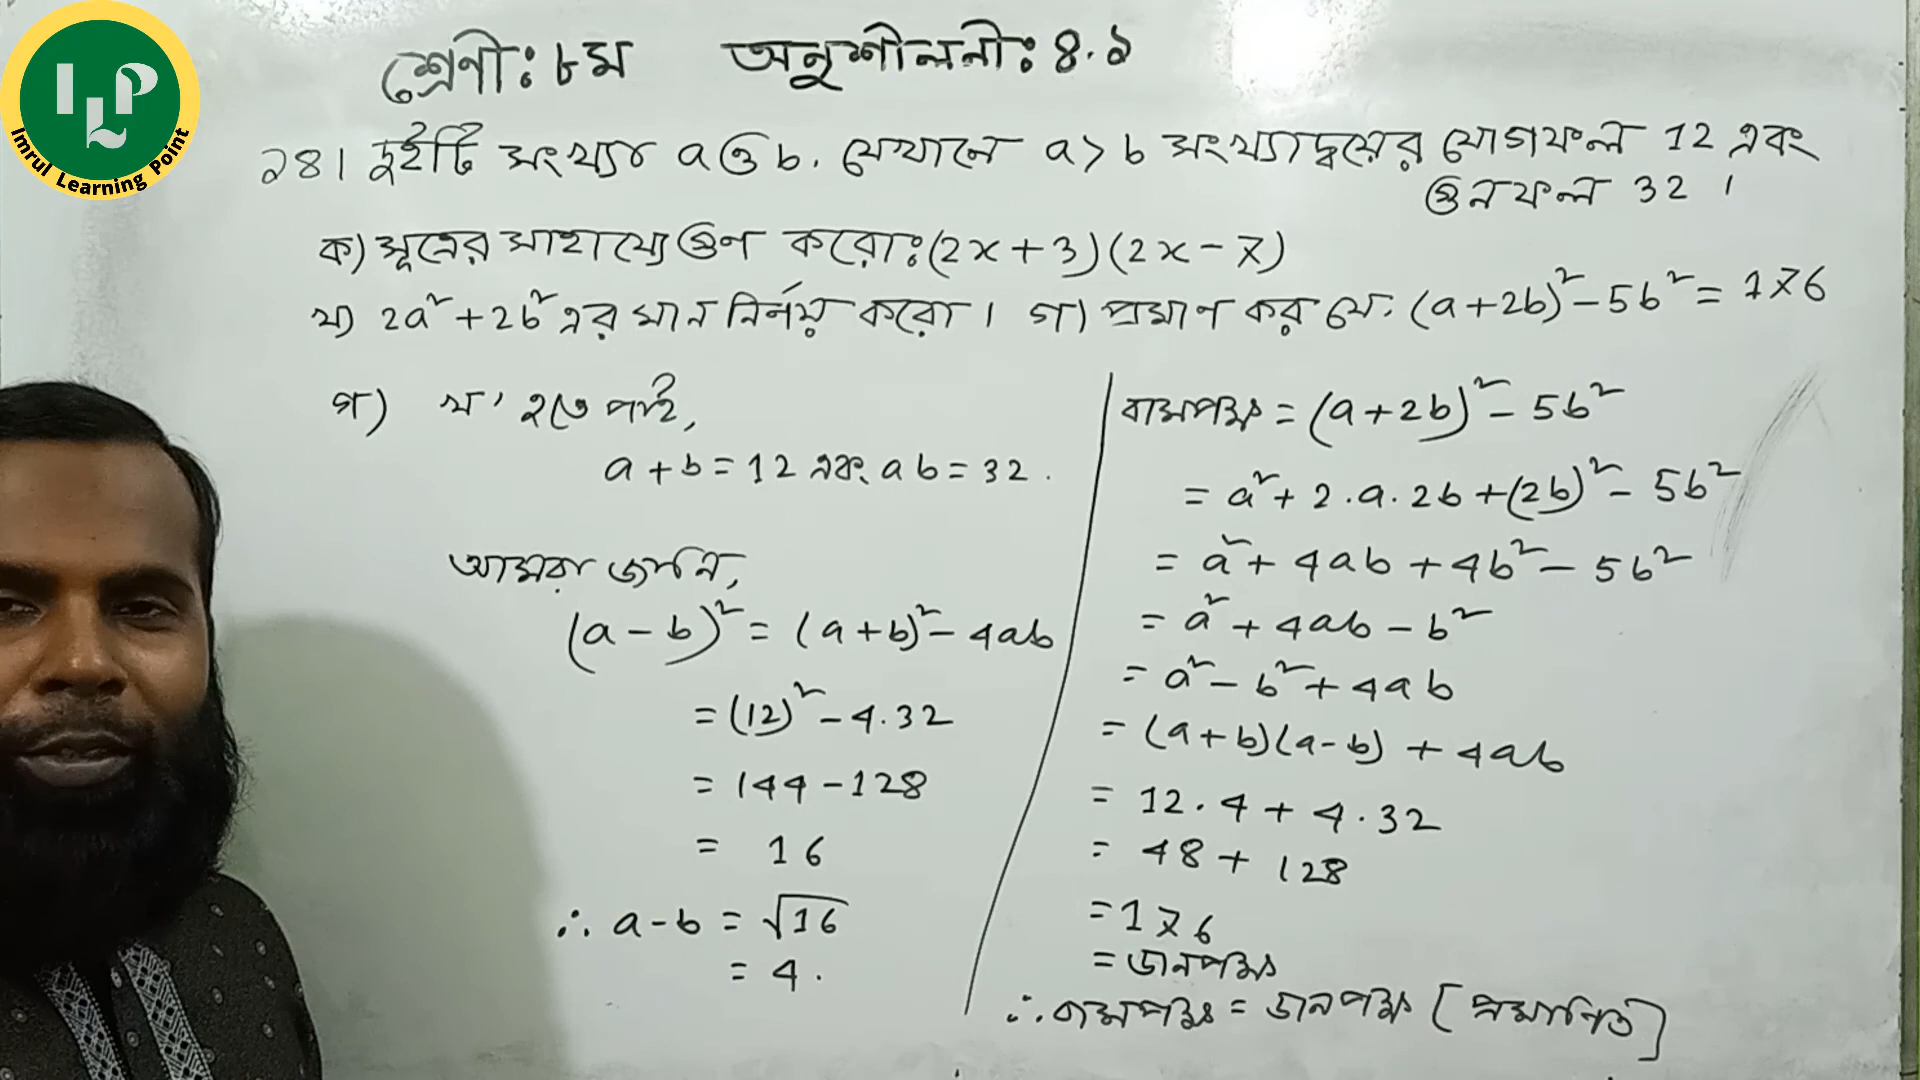 ILP
Imrul Learning Point
শ্রেণী: ৮ম অনুশীলনী: ৪.১
১৪। দুইটি সংখ্যা a ও b. যেখানে a > b সংখ্যাদ্বয়ের যোগফল 12 এবং
গুনফল 32 ।
ক) সূত্রের সাহায্যে গুণ করো: (2x + 3) (2x - 7)
খ) 2a² + 2b² এর মান নির্ণয় করো । গ) প্রমাণ কর যে, (a + 2b)² - 5b² = 176
গ) খ' হতে পাই,
a + b = 12 এবং ab = 32 .
আমরা জানি,
(a - b)² = (a + b)² - 4ab
= (12)² - 4.32
= 144 - 128
= 16
∴ a - b = √16
= 4 .
বামপক্ষ = (a + 2b)² - 5b²
= a² + 2 . a . 2b + (2b)² - 5b²
= a² + 4ab + 4b² - 5b²
= a² + 4ab - b²
= a² - b² + 4ab
= (a + b)(a - b) + 4ab
= 12 . 4 + 4 . 32
= 48 + 128
= 176
= ডানপক্ষ
∴ বামপক্ষ = ডানপক্ষ [প্রমাণিত]